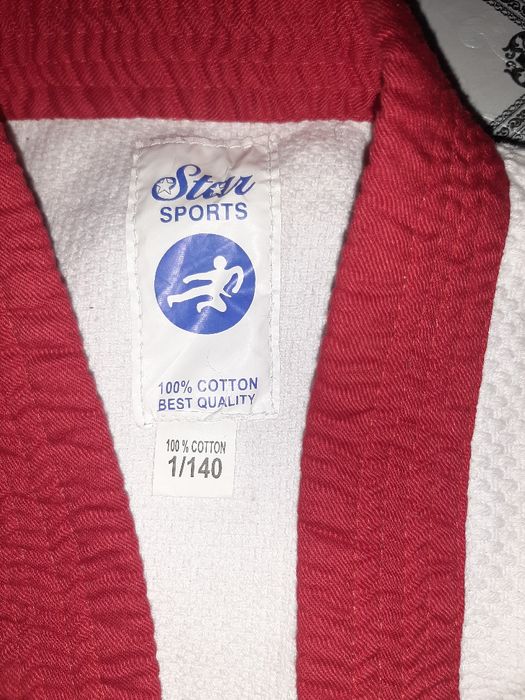 Star
SPORTS
100% COTTON
BEST QUALITY
100 % COTTON
1/140